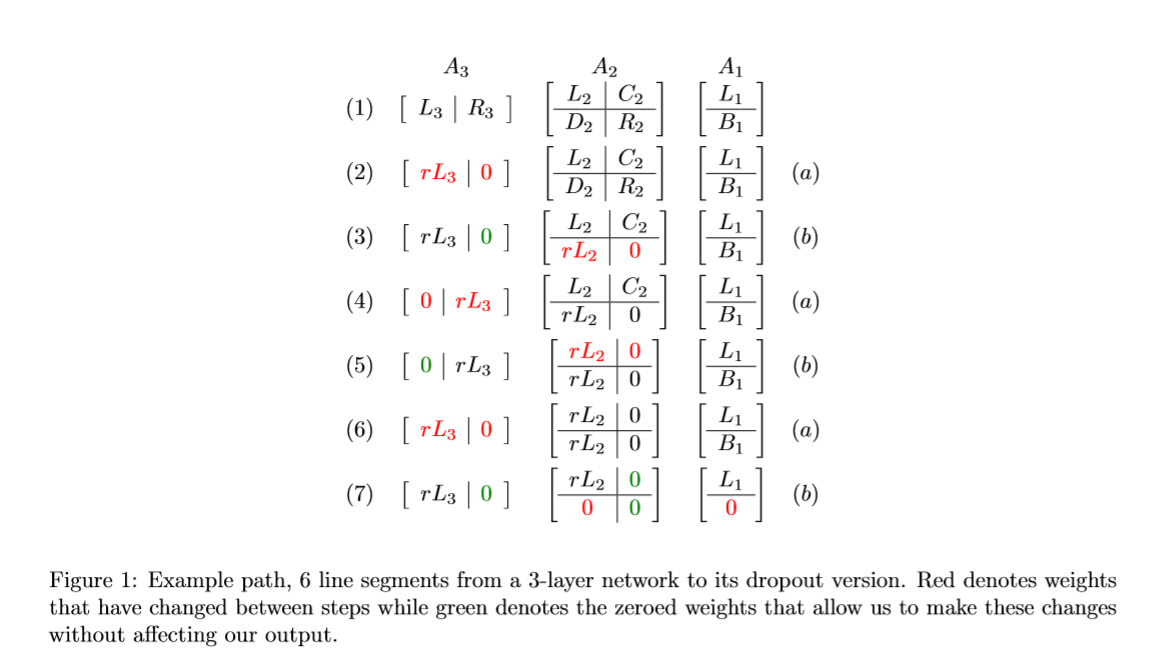 A₃ A₂ A₁
(1) [ L₃ | R₃ ] [ L₂ | C₂ ] [ L₁ ]
D₂ | R₂ B₁
(2) [ rL₃ | 0 ] [ L₂ | C₂ ] [ L₁ ] (a)
D₂ | R₂ B₁
(3) [ rL₃ | 0 ] [ L₂ | C₂ ] [ L₁ ] (b)
rL₂ | 0 B₁
(4) [ 0 | rL₃ ] [ L₂ | C₂ ] [ L₁ ] (a)
rL₂ | 0 B₁
(5) [ 0 | rL₃ ] [ rL₂ | 0 ] [ L₁ ] (b)
rL₂ | 0 B₁
(6) [ rL₃ | 0 ] [ rL₂ | 0 ] [ L₁ ] (a)
rL₂ | 0 B₁
(7) [ rL₃ | 0 ] [ rL₂ | 0 ] [ L₁ ] (b)
0 | 0 0
Figure 1: Example path, 6 line segments from a 3-layer network to its dropout version. Red denotes weights
that have changed between steps while green denotes the zeroed weights that allow us to make these changes
without affecting our output.